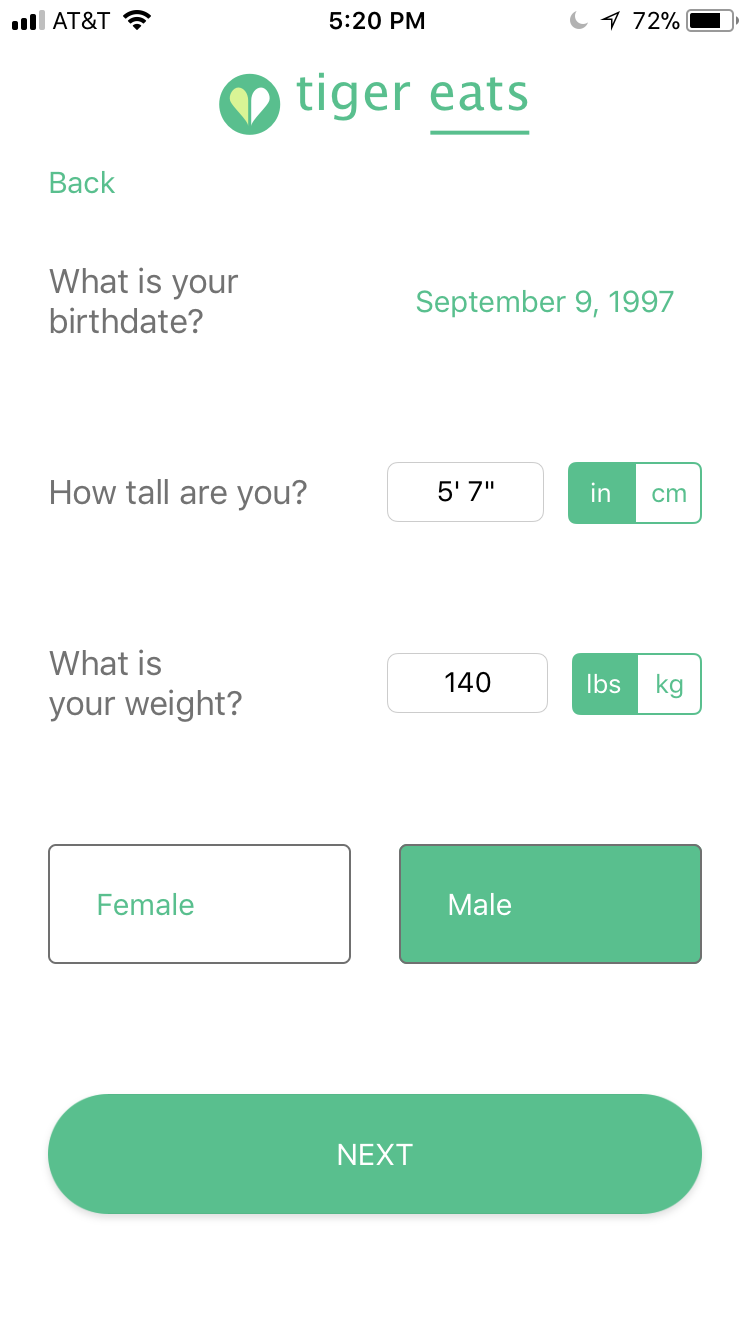 AT&T 5:20 PM 72%
tiger eats
Back
What is your
birthdate?
September 9, 1997
How tall are you?
5' 7"
in
cm
What is
your weight?
140
lbs
kg
Female
Male
NEXT